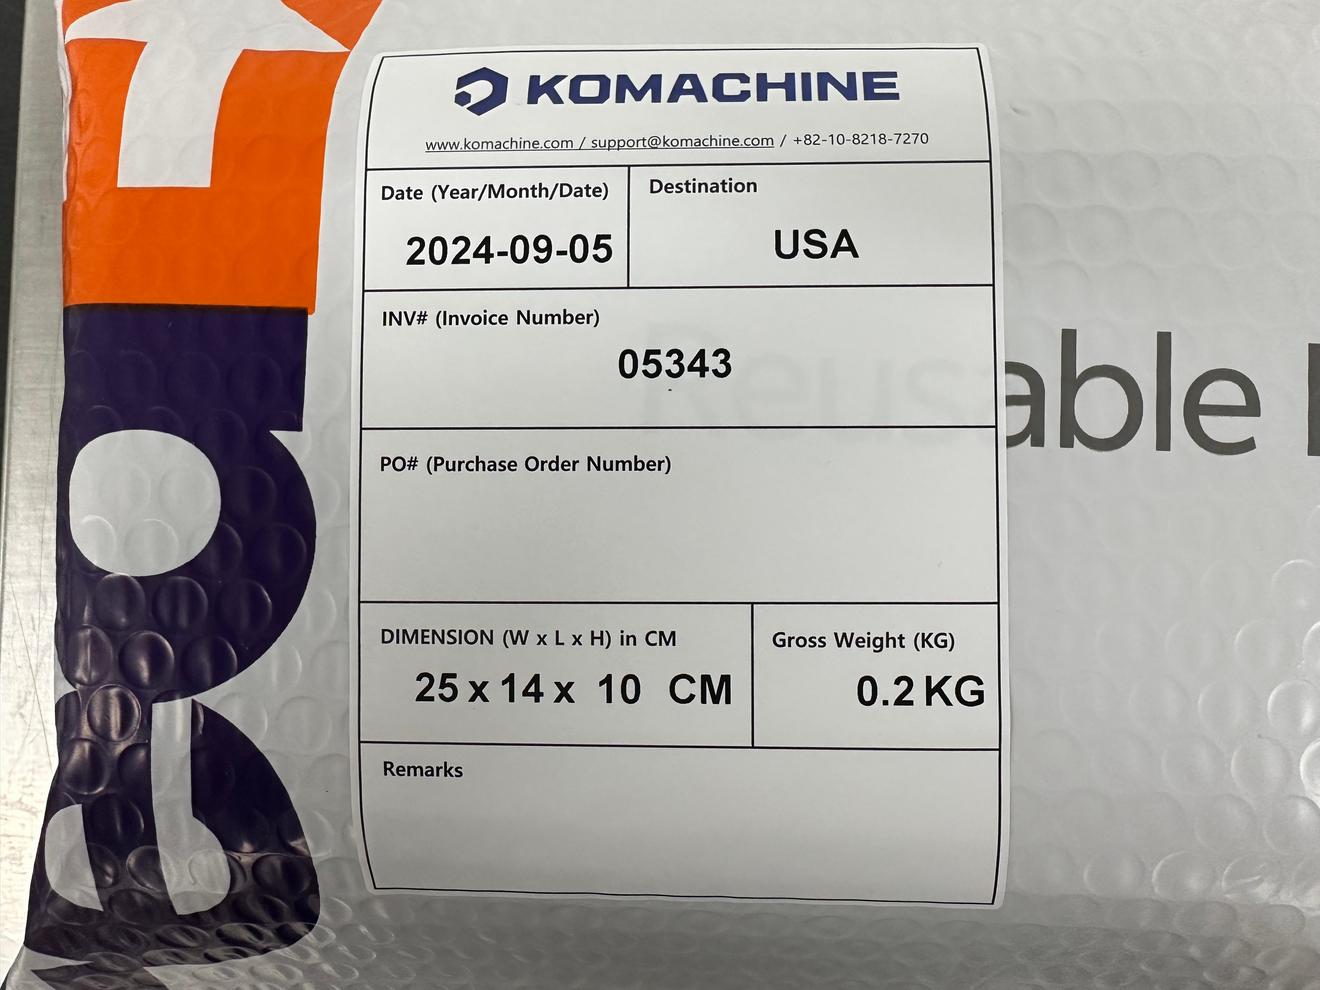 KOMACHINE
www.komachine.com / support@komachine.com / +82-10-8218-7270
Date (Year/Month/Date)
2024-09-05
Destination
USA
INV# (Invoice Number)
05343
Reusable
PO# (Purchase Order Number)
DIMENSION (W x L x H) in CM
25 x 14 x 10 CM
Gross Weight (KG)
0.2 KG
Remarks